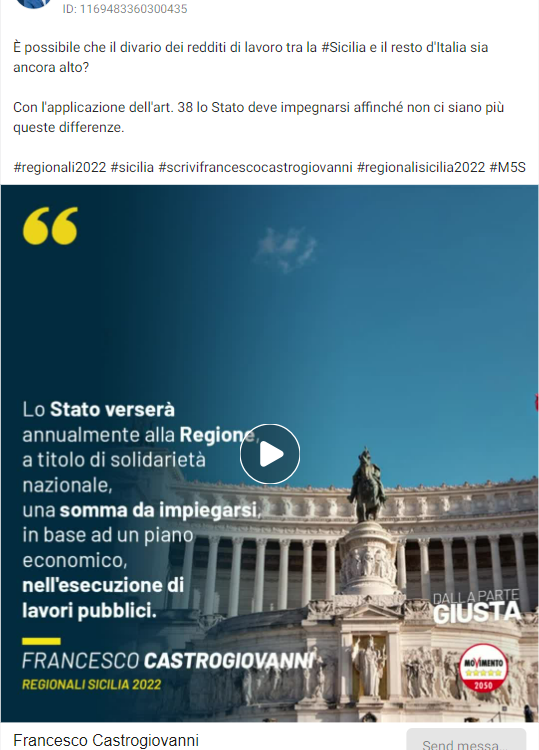 ID: 1169483360300435
È possibile che il divario dei redditi di lavoro tra la #Sicilia e il resto d'Italia sia
ancora alto?
Con l'applicazione dell'art. 38 lo Stato deve impegnarsi affinché non ci siano più
queste differenze.
#regionali2022 #sicilia #scrivifrancescocastrogiovanni #regionalisicilia2022 #M5S
Lo Stato verserà
annualmente alla Regione,
a titolo di solidarietà
nazionale,
una somma da impiegarsi,
in base ad un piano
economico,
nell'esecuzione di
lavori pubblici.
DALLA PARTE
GIUSTA
FRANCESCO CASTROGIOVANNI
REGIONALI SICILIA 2022
MOVIMENTO
2050
Francesco Castrogiovanni
Send messa...